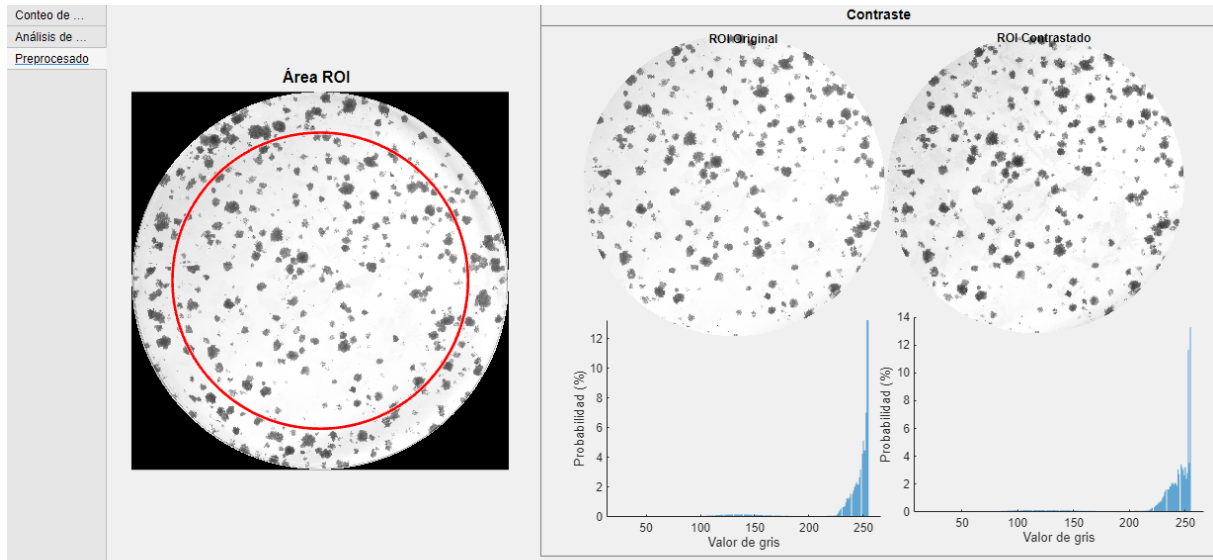 Conteo de ...
Análisis de ...
Preprocesado
Área ROI
Contraste
ROI Original
ROI Contrastado
Probabilidad (%)
12
10
8
6
4
2
0
50
100
150
200
250
Valor de gris
Probabilidad (%)
14
12
10
8
6
4
2
0
50
100
150
200
250
Valor de gris